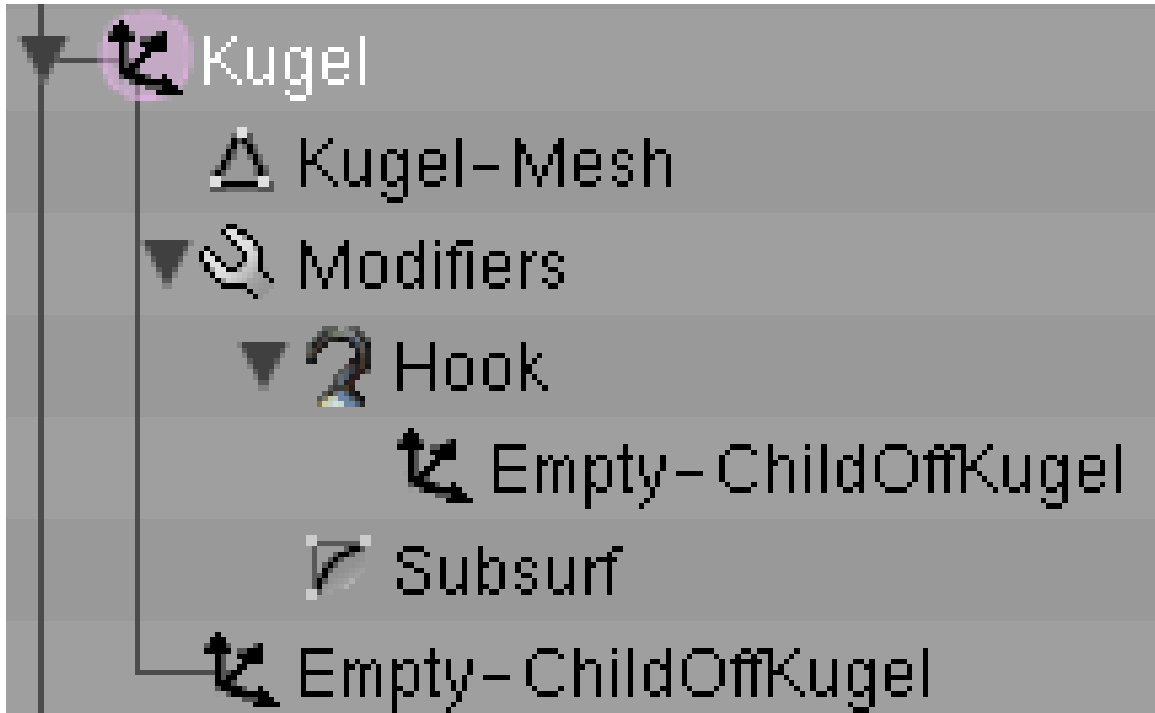 Kugel
Kugel-Mesh
Modifiers
Hook
Empty-ChildOffKugel
Subsurf
Empty-ChildOffKugel